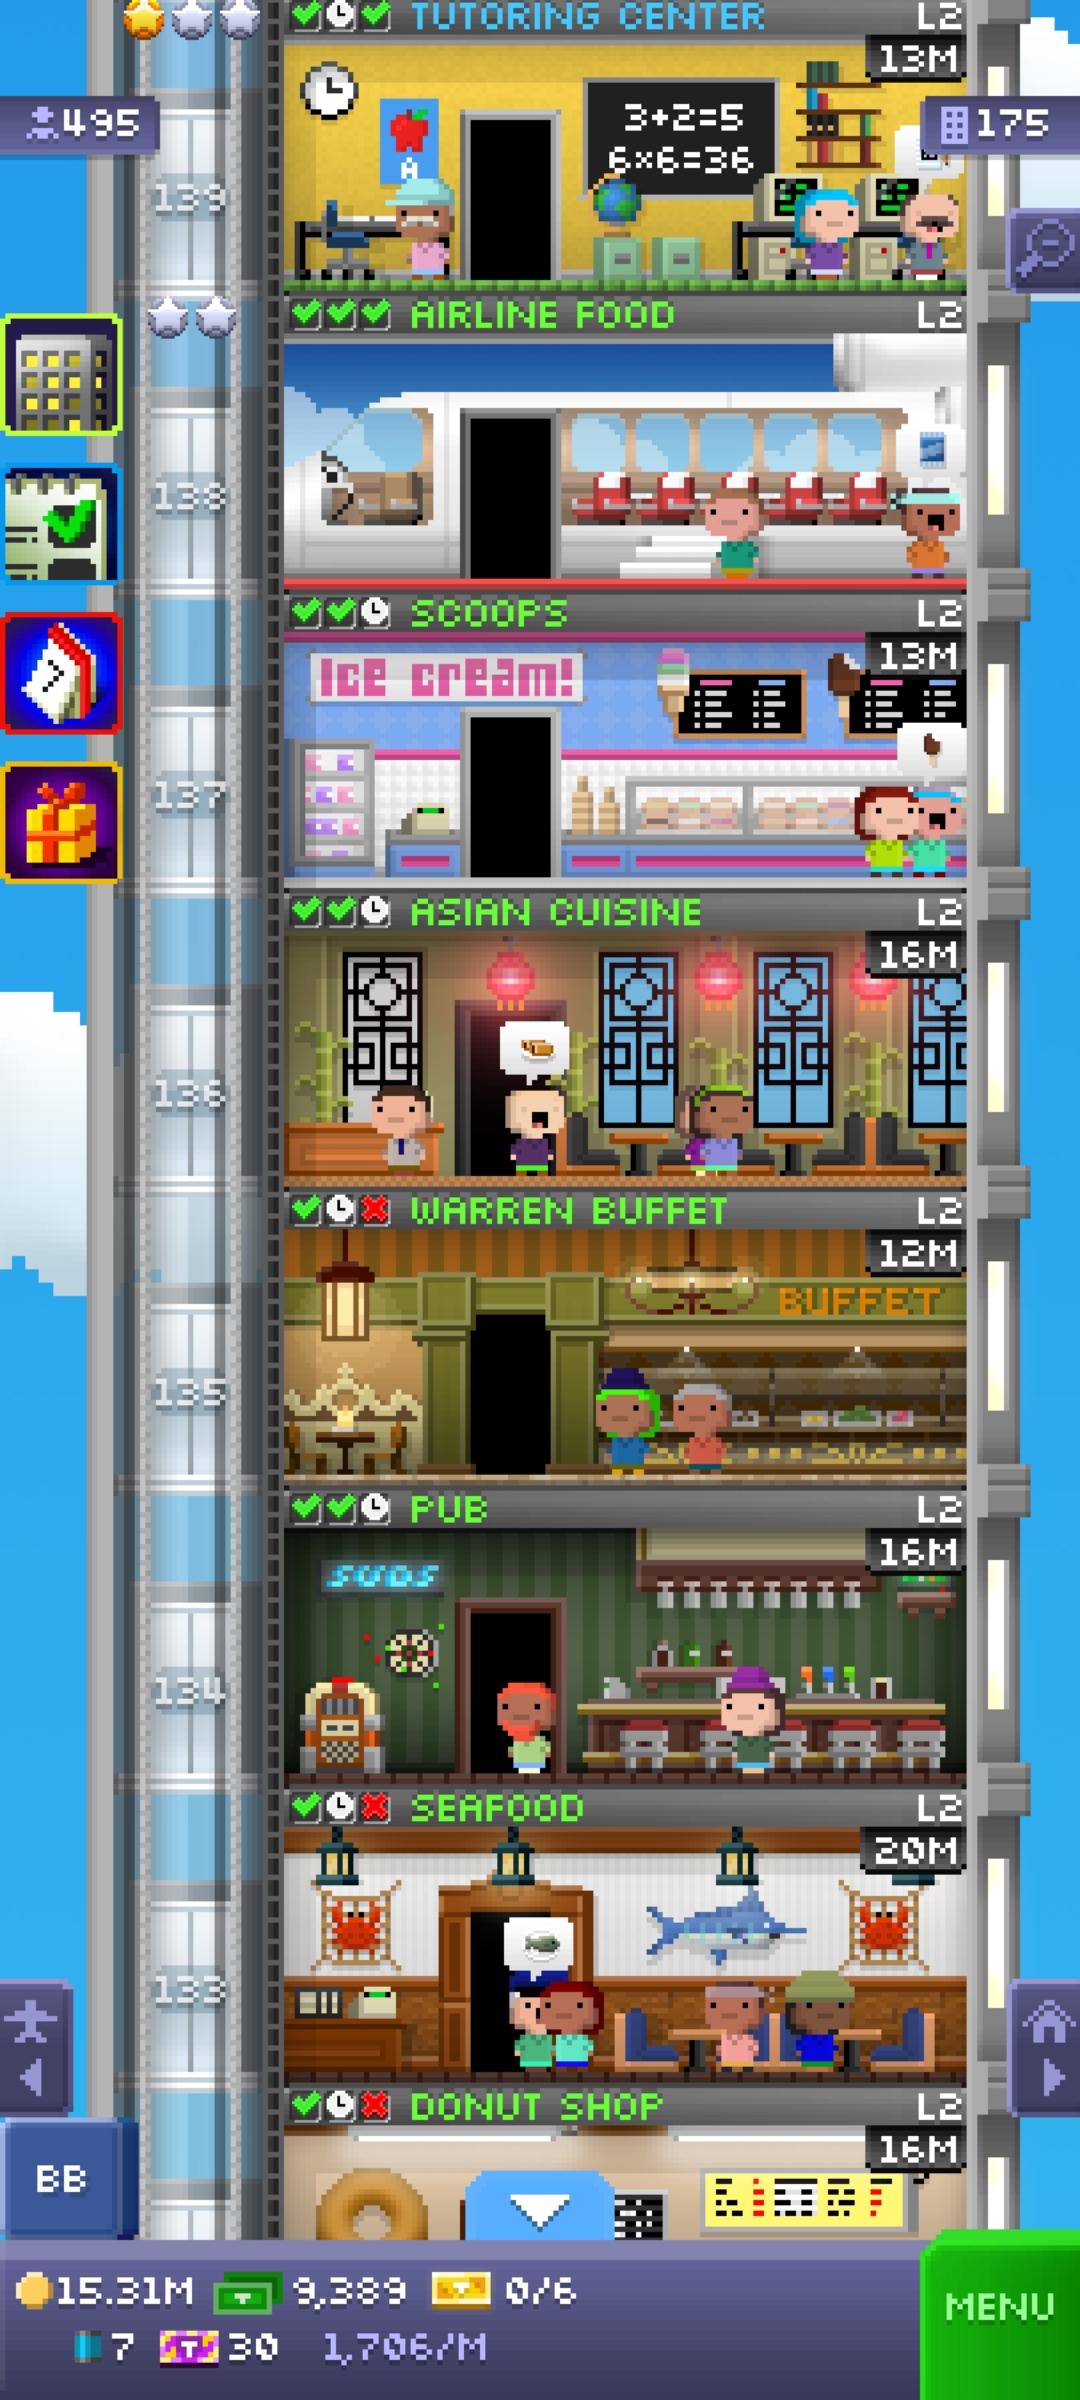 TUTORING CENTER L2
13M
495
175
3+2=5
6×6=36
A
139
AIRLINE FOOD L2
138
SCOOPS L2
13M
Ice cream!
137
ASIAN CUISINE L2
16M
136
WARREN BUFFET L2
12M
BUFFET
135
PUB L2
16M
SUDS
134
SEAFOOD L2
20M
133
DONUT SHOP L2
16M
BB
15.31M 9,389 0/6
MENU
7 30 1,706/M